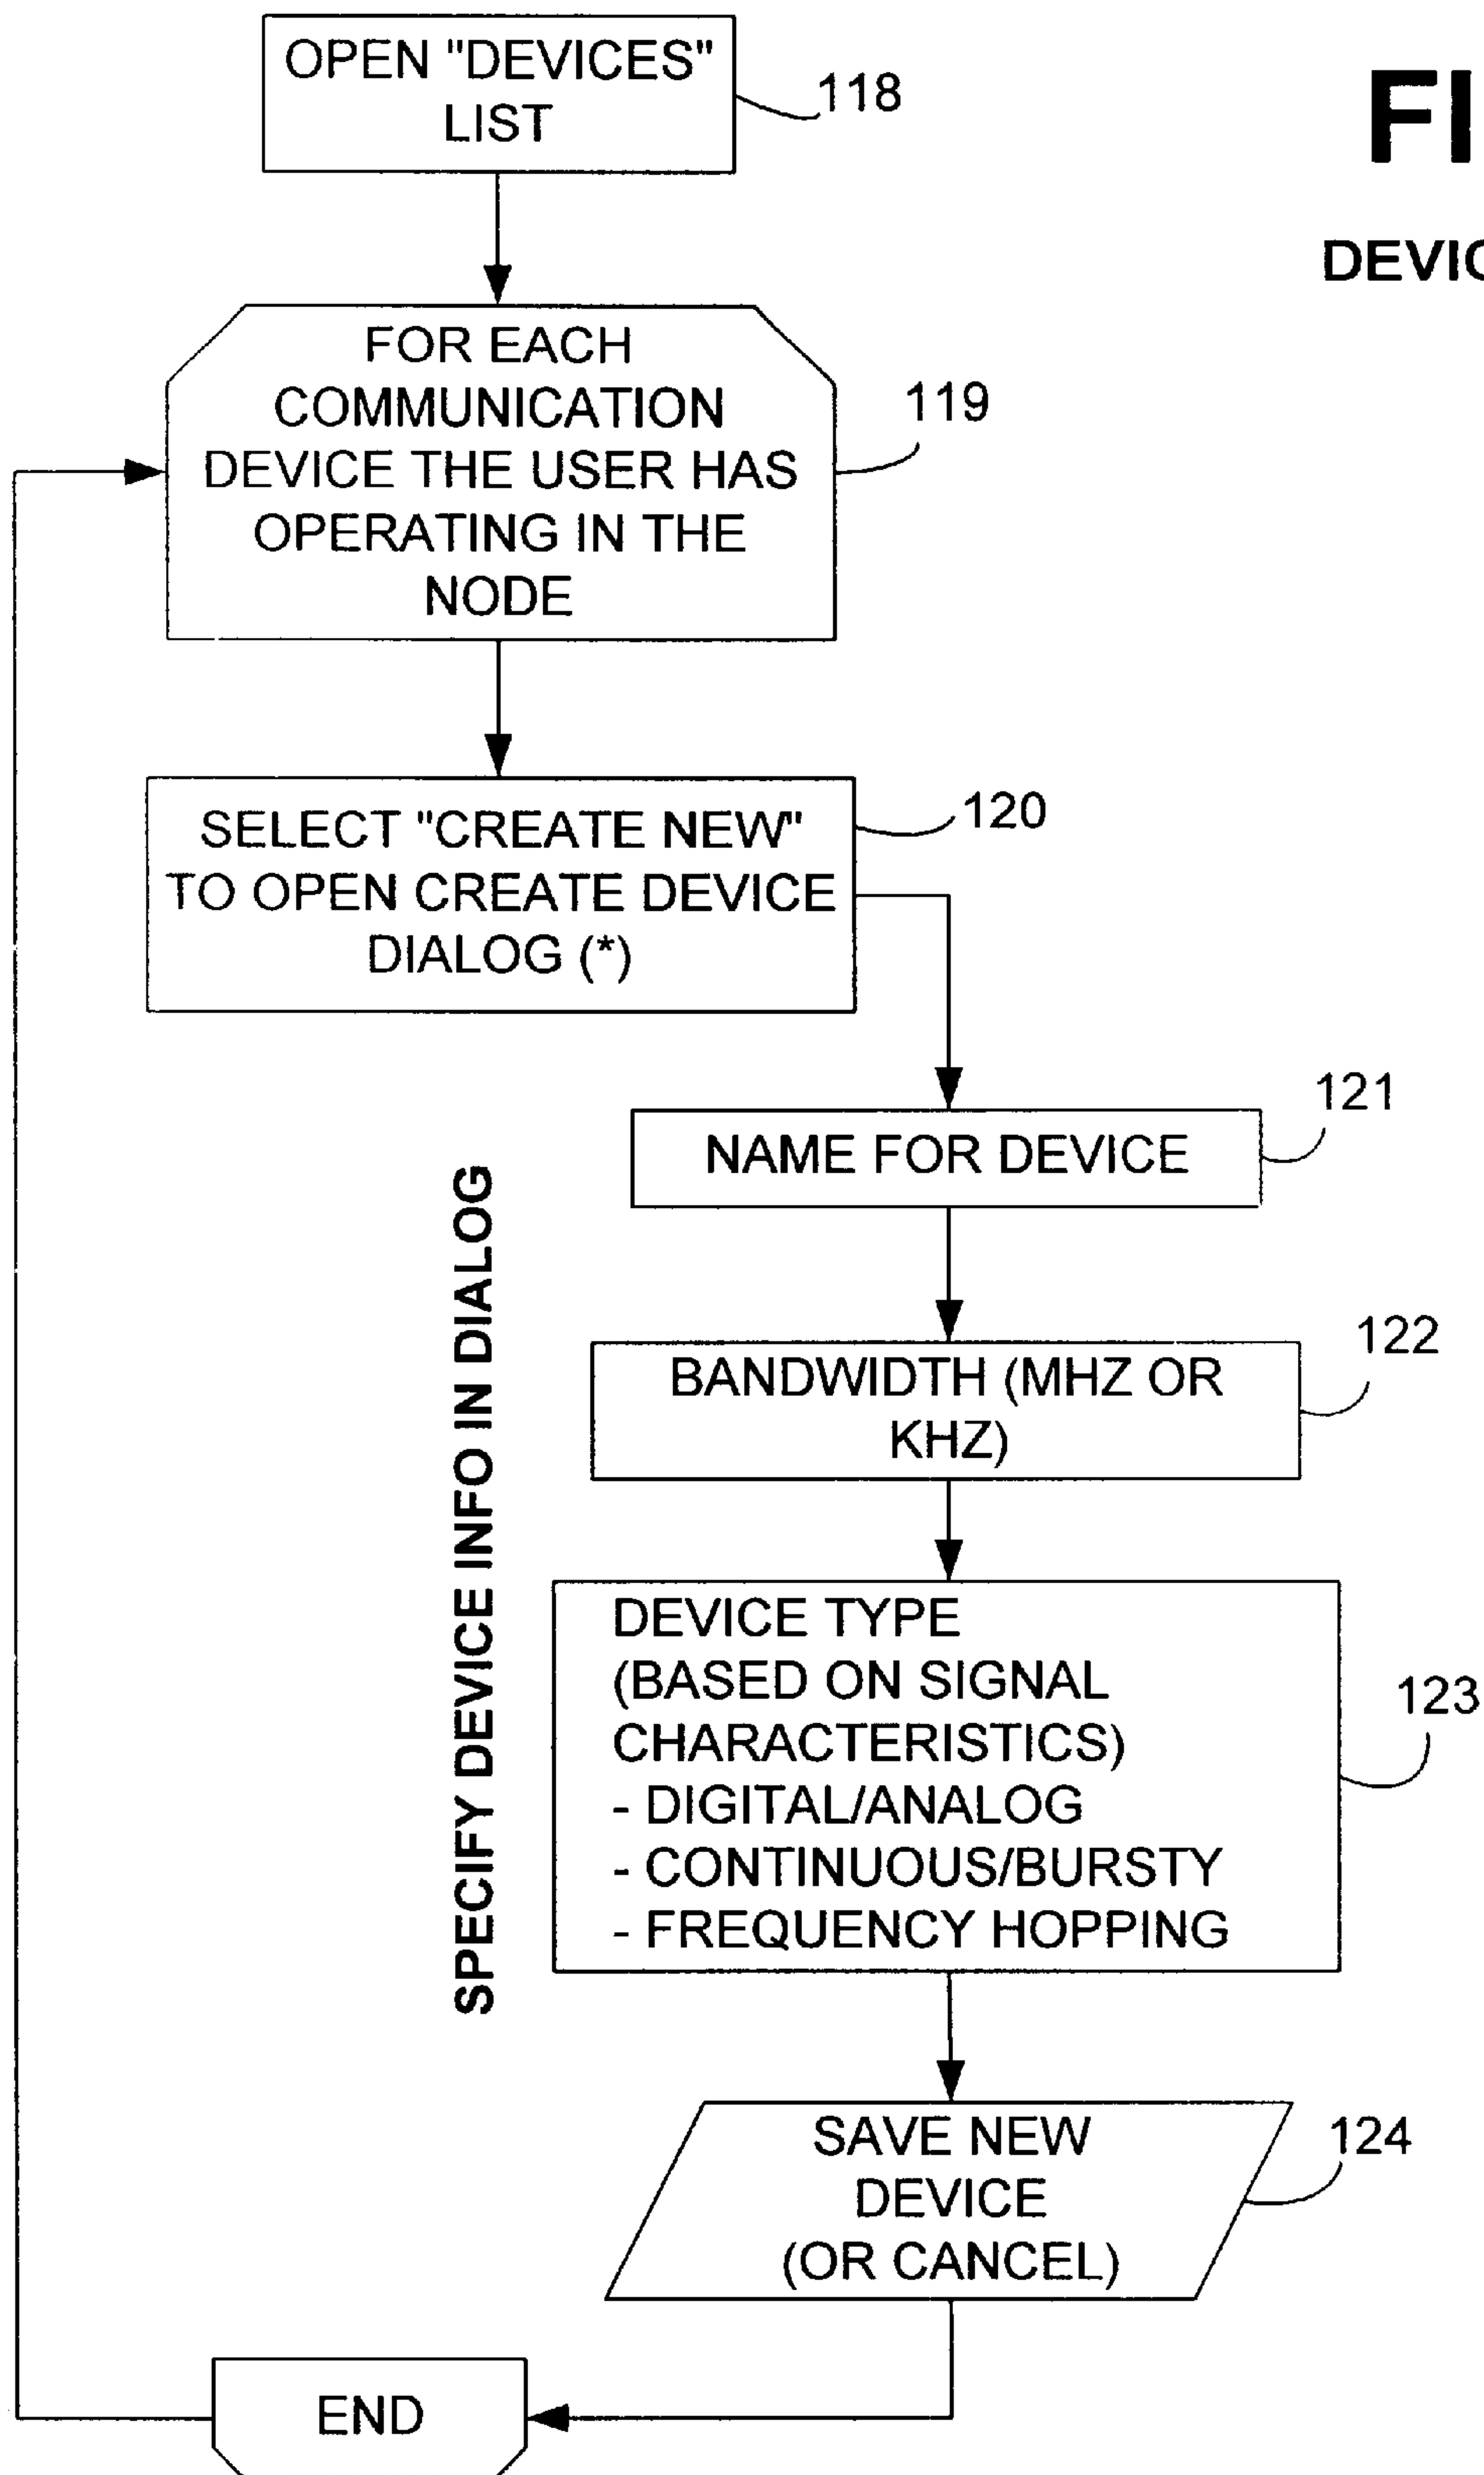 OPEN "DEVICES"
LIST
118
FI
DEVIC
FOR EACH
COMMUNICATION
DEVICE THE USER HAS
OPERATING IN THE
NODE
119
SELECT "CREATE NEW"
TO OPEN CREATE DEVICE
DIALOG (*)
120
SPECIFY DEVICE INFO IN DIALOG
NAME FOR DEVICE
121
BANDWIDTH (MHZ OR
KHZ)
122
DEVICE TYPE
(BASED ON SIGNAL
CHARACTERISTICS)
- DIGITAL/ANALOG
- CONTINUOUS/BURSTY
- FREQUENCY HOPPING
123
SAVE NEW
DEVICE
(OR CANCEL)
124
END